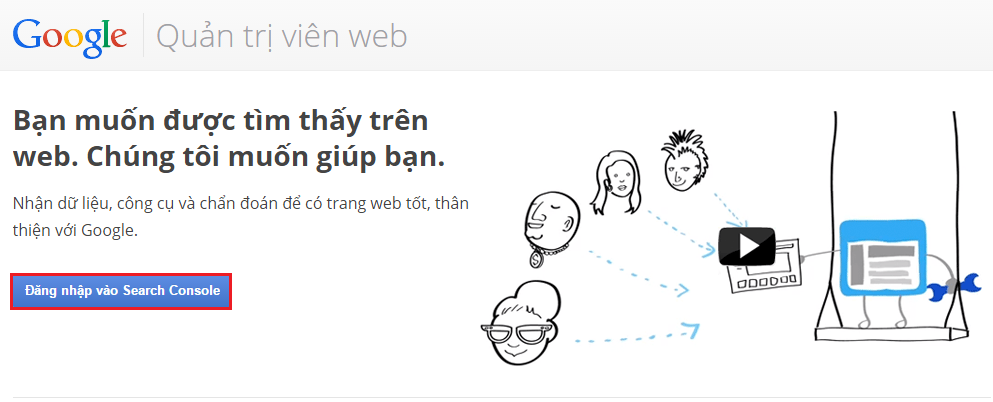 Google Quản trị viên web
Bạn muốn được tìm thấy trên
web. Chúng tôi muốn giúp bạn.
Nhận dữ liệu, công cụ và chẩn đoán để có trang web tốt, thân
thiện với Google.
Đăng nhập vào Search Console